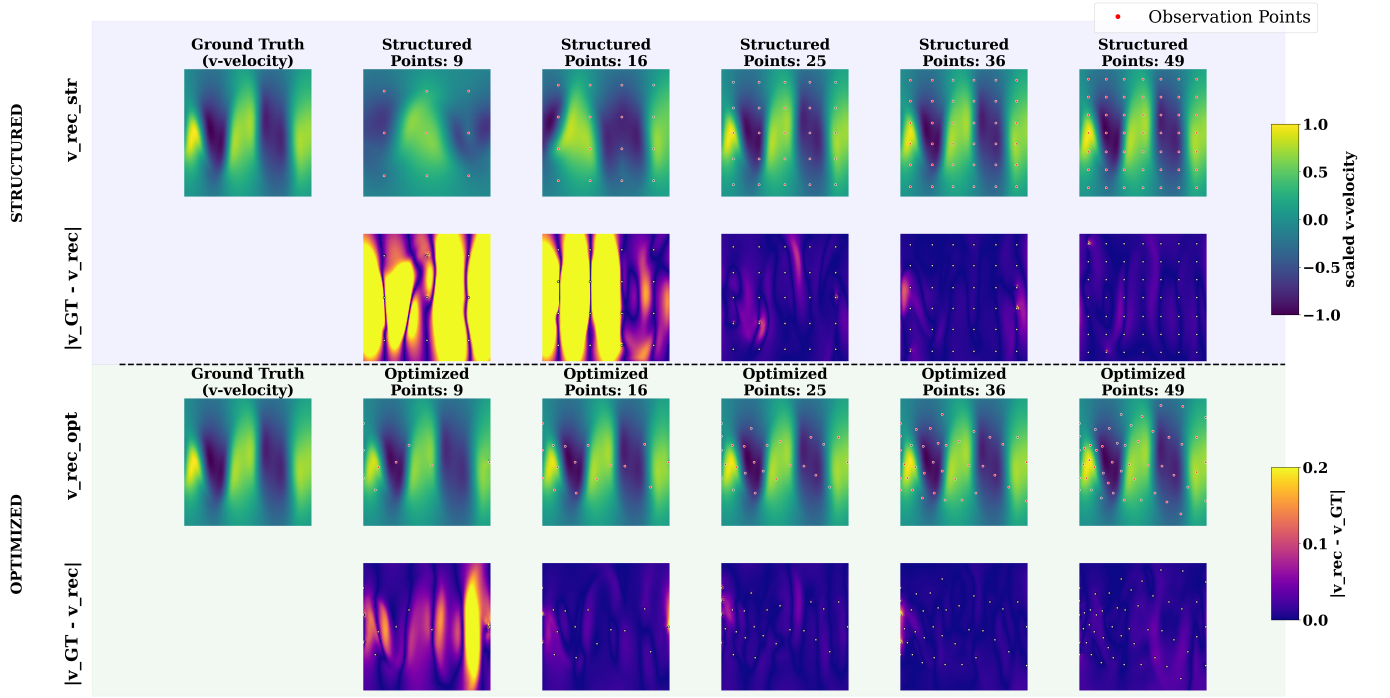 Observation Points
STRUCTURED
v_rec_str
Ground Truth
(v-velocity)
Structured
Points: 9
Structured
Points: 16
Structured
Points: 25
Structured
Points: 36
Structured
Points: 49
|v_GT - v_rec|
1.0
0.5
0.0
−0.5
−1.0
scaled v-velocity
OPTIMIZED
v_rec_opt
Ground Truth
(v-velocity)
Optimized
Points: 9
Optimized
Points: 16
Optimized
Points: 25
Optimized
Points: 36
Optimized
Points: 49
|v_GT - v_rec|
0.2
0.1
0.0
|v_rec - v_GT|